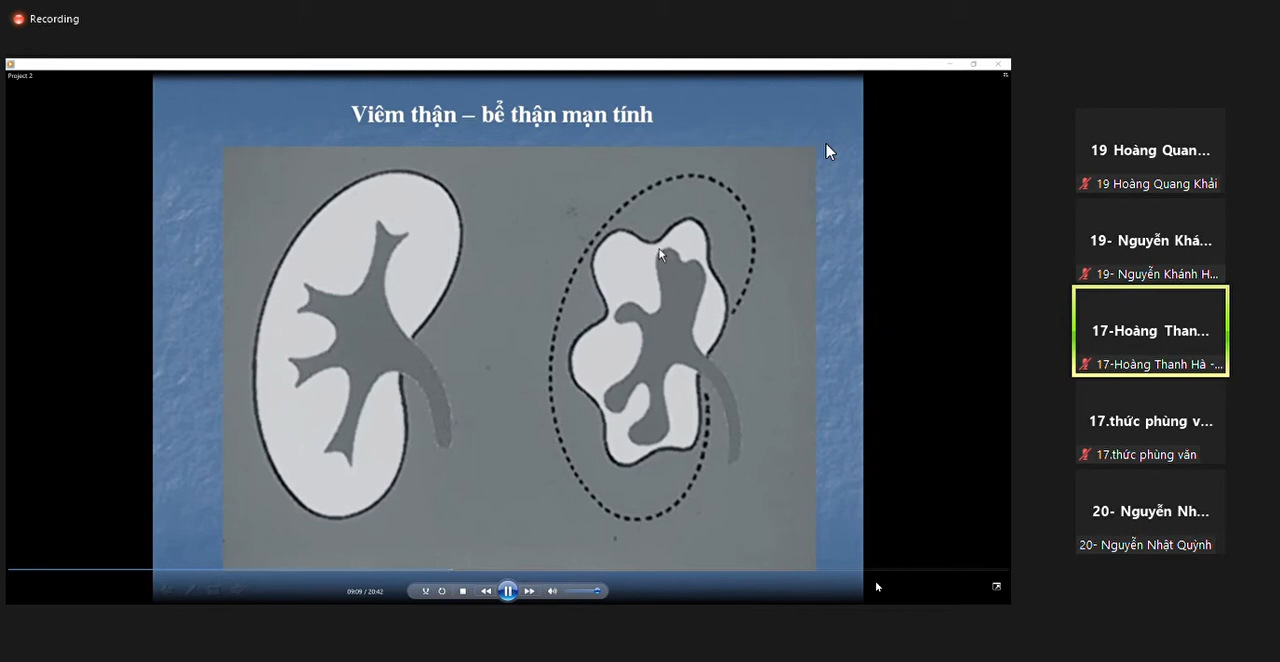 Recording
Project 2
Viêm thận – bể thận mạn tính
09:09 / 20:42
19 Hoàng Quan...
19 Hoàng Quang Khải
19- Nguyễn Khá...
19- Nguyễn Khánh H...
17-Hoàng Than...
17-Hoàng Thanh Hà -...
17.thức phùng v...
17.thức phùng văn
20- Nguyễn Nh...
20- Nguyễn Nhật Quỳnh